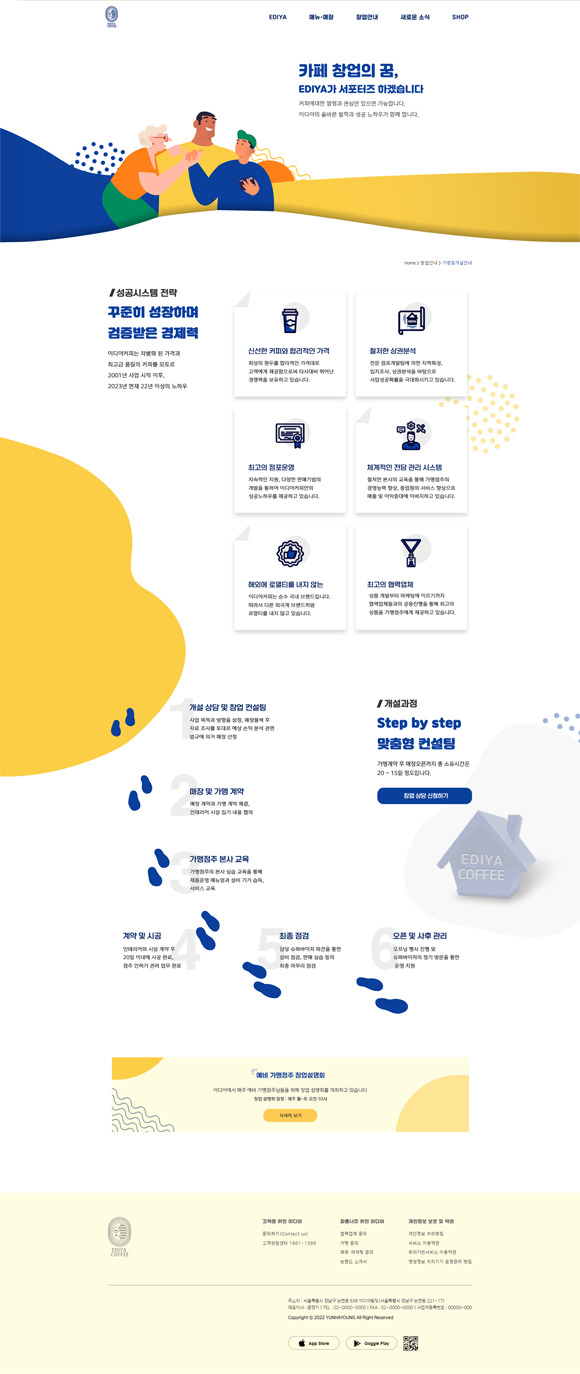 EDIYA
COFFEE
EDIYA
메뉴·매장
창업안내
새로운 소식
SHOP
카페 창업의 꿈,
EDIYA가 서포터즈 하겠습니다
커피에대한 열정과 관심만 있으면 가능합니다.
이디야의 올바른 철학과 성공 노하우가 함께 합니다.
Home > 창업안내 > 가맹점개설안내
성공시스템 전략
꾸준히 성장하며
검증받은 경제력
이디야커피는 차별화 된 가격과
최고급 품질의 커피를 모토로
2001년 사업 시작 이후,
2023년 현재 22년 이상의 노하우
신선한 커피와 합리적인 가격
최상의 원두를 합리적인 가격대로
고객에게 제공함으로써 타사대비 뛰어난
경쟁력을 보유하고 있습니다.
철저한 상권분석
전문 점포개발팀에 의한 지역특성,
입지조사, 상권분석을 바탕으로
사업성공확률을 극대화시키고 있습니다.
최고의 점포운영
지속적인 지원, 다양한 판매기법의
개발을 통하여 이디야커피만의
성공노하우를 제공하고 있습니다.
체계적인 전담 관리 시스템
철저한 본사의 교육을 통해 가맹점주의
경영능력 향상, 종업원의 서비스 향상으로
매출 및 이익증대에 이바지하고 있습니다.
해외에 로열티를 내지 않는
이디야커피는 순수 국내 브랜드입니다.
따라서 다른 외국계 브랜드처럼
로열티를 내지 않고 있습니다.
최고의 협력업체
상품 개발부터 마케팅에 이르기까지
협력업체들과의 공동진행을 통해 최고의
상품을 가맹점주에게 제공하고 있습니다.
1
개설 상담 및 창업 컨설팅
사업 목적과 방향을 설정, 매장물색 후
자료 조사를 토대로 예상 손익 분석 관련
법규에 의거 매장 선정
개설과정
Step by step
맞춤형 컨설팅
가맹계약 후 매장오픈까지 총 소유시간은
20 ~ 15일 정도입니다.
창업 상담 신청하기
2
매장 및 가맹 계약
매장 계약과 가맹 계약 체결,
인테리어 시설 집기 내용 협의
EDIYA
COFFEE
3
가맹점주 본사 교육
가맹점주의 본사 실습 교육을 통해
제품운영 매뉴얼과 설비 기기 습득,
서비스 교육
4
계약 및 시공
인테리어와 시설 계약 후
20일 이내에 시공 완료,
점주 인허가 관련 업무 완료
5
최종 점검
담당 슈퍼바이저 파견을 통한
설비 점검, 판매 실습 등의
최종 마무리 점검
6
오픈 및 사후 관리
오프닝 행사 진행 및
슈퍼바이저의 정기 방문을 통한
운영 지원
예비 가맹점주 창업설명회
이디야에서 매주 예비 가맹점주님들을 위해 창업 설명회를 개최하고 있습니다
창업 설명회 일정 : 매주 월~토 오전 10시
자세히 보기
EDIYA
COFFEE
고객를 위한 이디야
문의하기(Contact us)
고객상담센터 1661-1399
파트너즈 위한 이디야
협력업체 문의
가맹 문의
제휴·마케팅 문의
브랜드 소개서
개인정보 보호 및 약관
개인정보 처리방침
서비스 이용약관
위치기반서비스 이용약관
영상정보 처리기기 운영관리 방침
주소지 : 서울특별시 강남구 논현로 636 이디야빌딩(서울특별시 강남구 논현동 221-17)
대표이사 : 문창기 | TEL : 02-0000-0000 | FAX : 02-0000-0000 | 사업자등록번호 : 00000-000
Copyright © 2022 YUNHAYOUNG All Right Reserved
App Store
Goggle Play